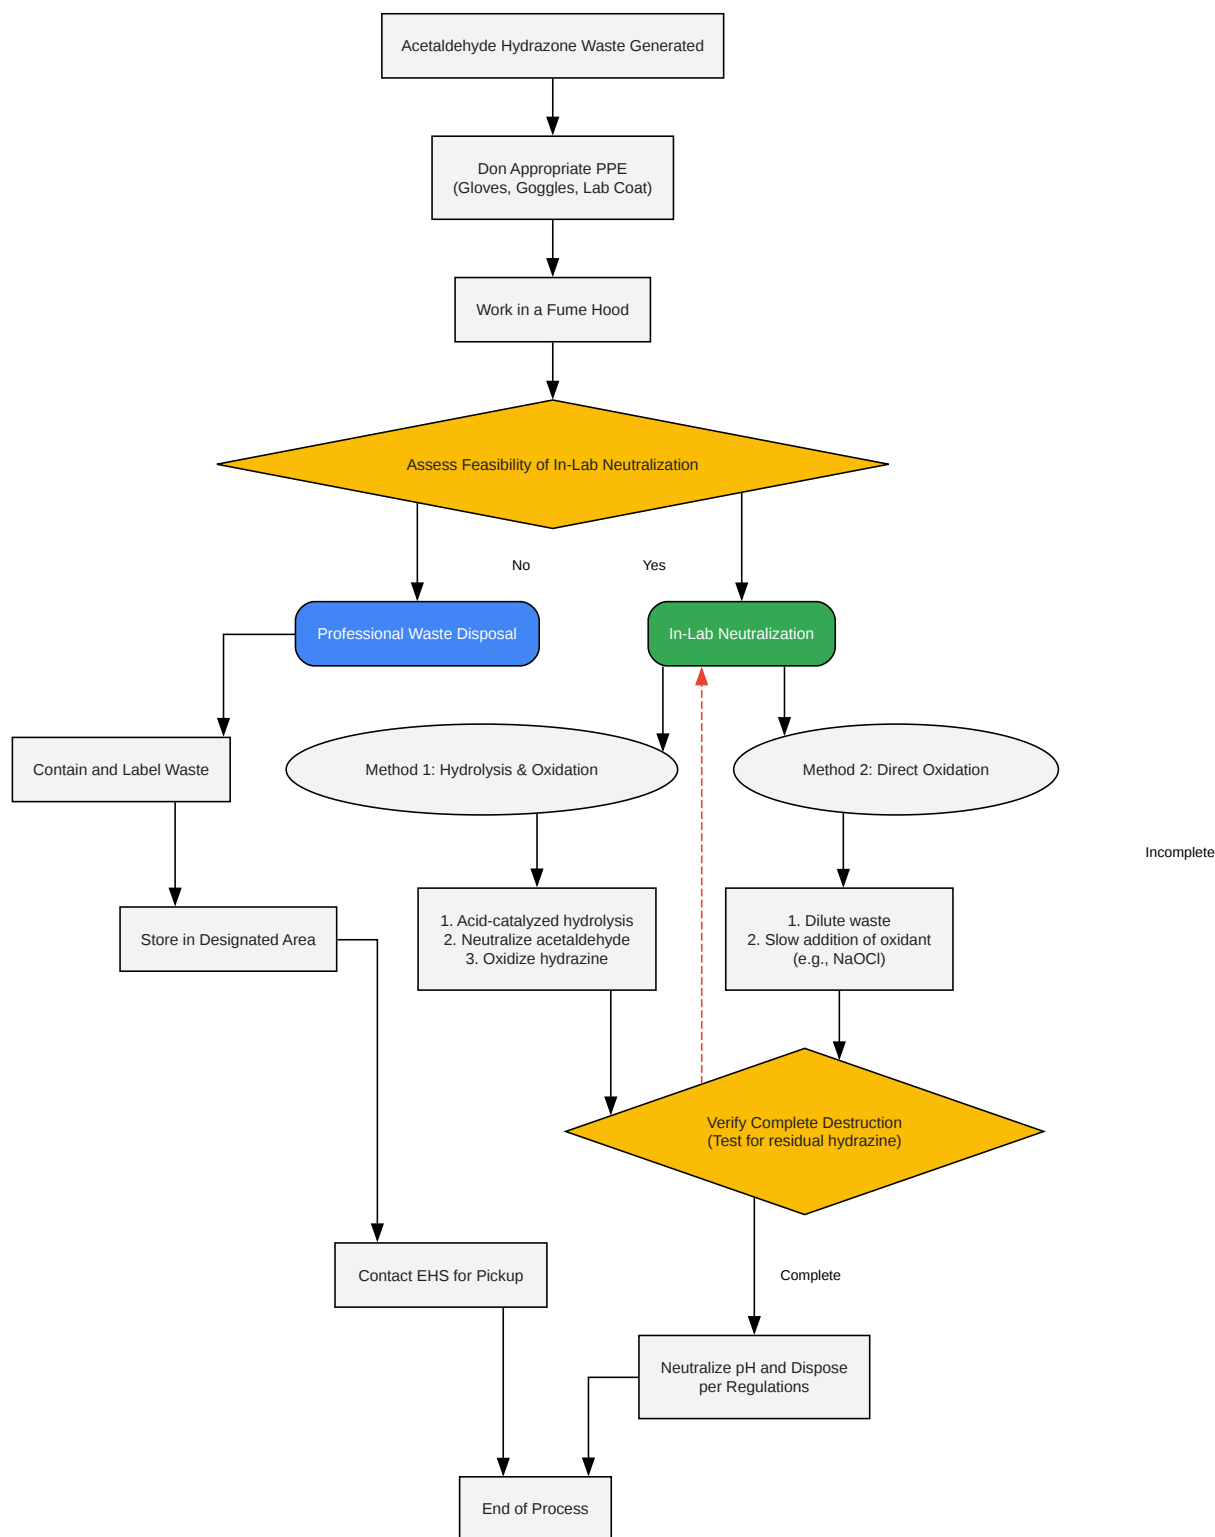 Acetaldehyde Hydrazone Waste Generated
Don Appropriate PPE
(Gloves, Goggles, Lab Coat)
Work in a Fume Hood
Assess Feasibility of In-Lab Neutralization
No
Yes
Professional Waste Disposal
In-Lab Neutralization
Contain and Label Waste
Method 1: Hydrolysis & Oxidation
Method 2: Direct Oxidation
Incomplete
Store in Designated Area
1. Acid-catalyzed hydrolysis
2. Neutralize acetaldehyde
3. Oxidize hydrazine
1. Dilute waste
2. Slow addition of oxidant
(e.g., NaOCl)
Verify Complete Destruction
(Test for residual hydrazine)
Contact EHS for Pickup
Complete
Neutralize pH and Dispose
per Regulations
End of Process